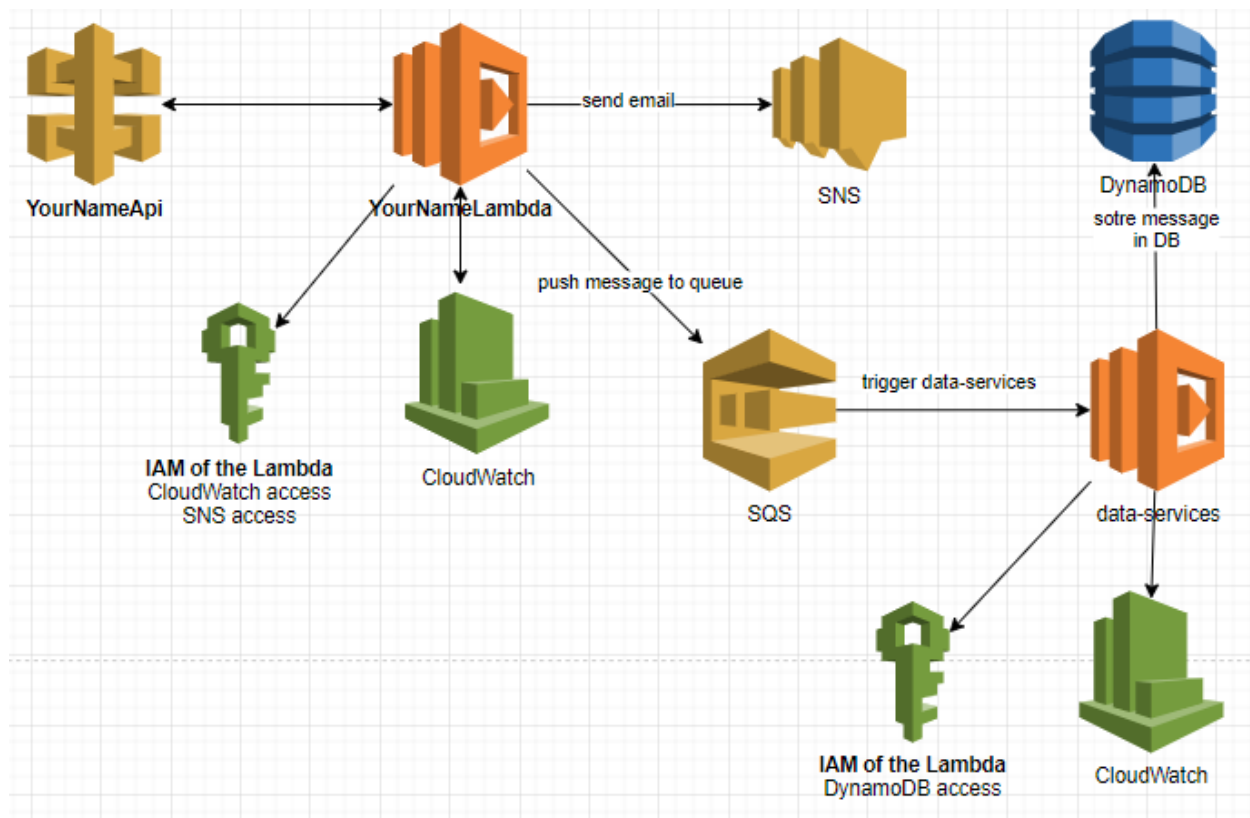 send email
YourNameApi
YourNameLambda
SNS
DynamoDB
sotre message
in DB
push message to queue
trigger data-services
IAM of the Lambda
CloudWatch access
SNS access
CloudWatch
SQS
data-services
IAM of the Lambda
DynamoDB access
CloudWatch